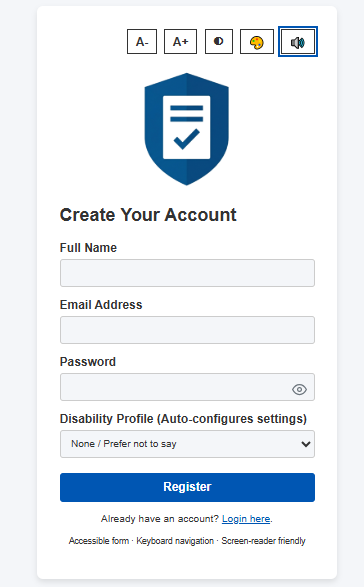 A- A+
Create Your Account
Full Name
Email Address
Password
Disability Profile (Auto-configures settings)
None / Prefer not to say
Register
Already have an account? Login here.
Accessible form · Keyboard navigation · Screen-reader friendly